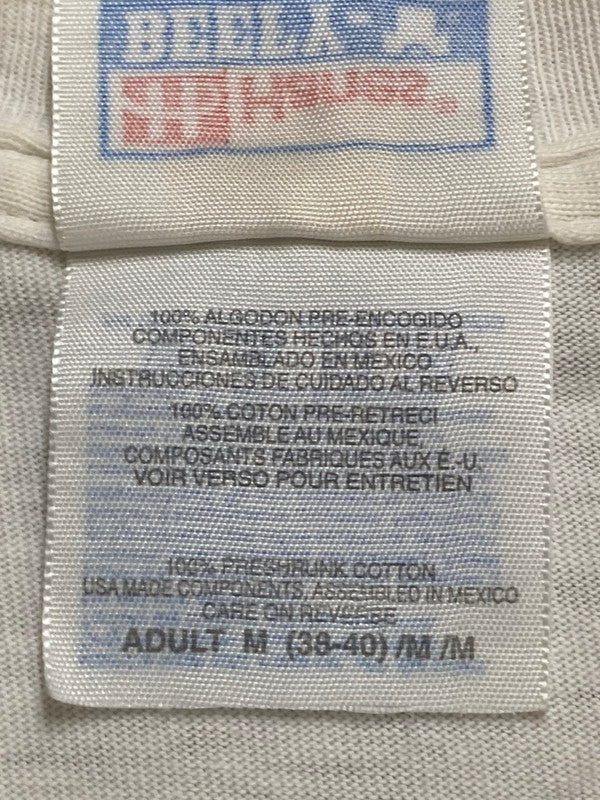 BEEFY-T
HANES
100% ALGODON PRE-ENCOGIDO
COMPONENTES HECHOS EN E.U.A.,
ENSAMBLADO EN MEXICO
INSTRUCCIONES DE CUIDADO AL REVERSO
100% COTON PRE-RETRECI
ASSEMBLE AU MEXIQUE,
COMPOSANTS FABRIQUES AUX É.-U.
VOIR VERSO POUR ENTRETIEN
100% PRESHRUNK COTTON
USA MADE COMPONENTS, ASSEMBLED IN MEXICO
CARE ON REVERSE
ADULT M (38-40) /M /M